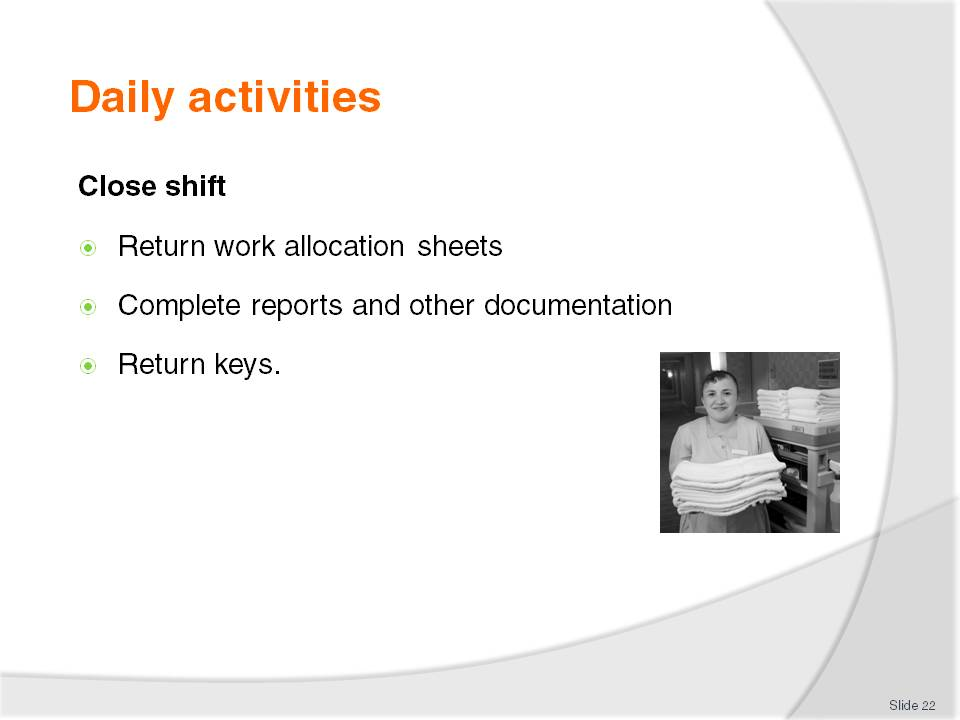 Daily activities
Close shift
Return work allocation sheets
Complete reports and other documentation
Return keys.
Slide 22